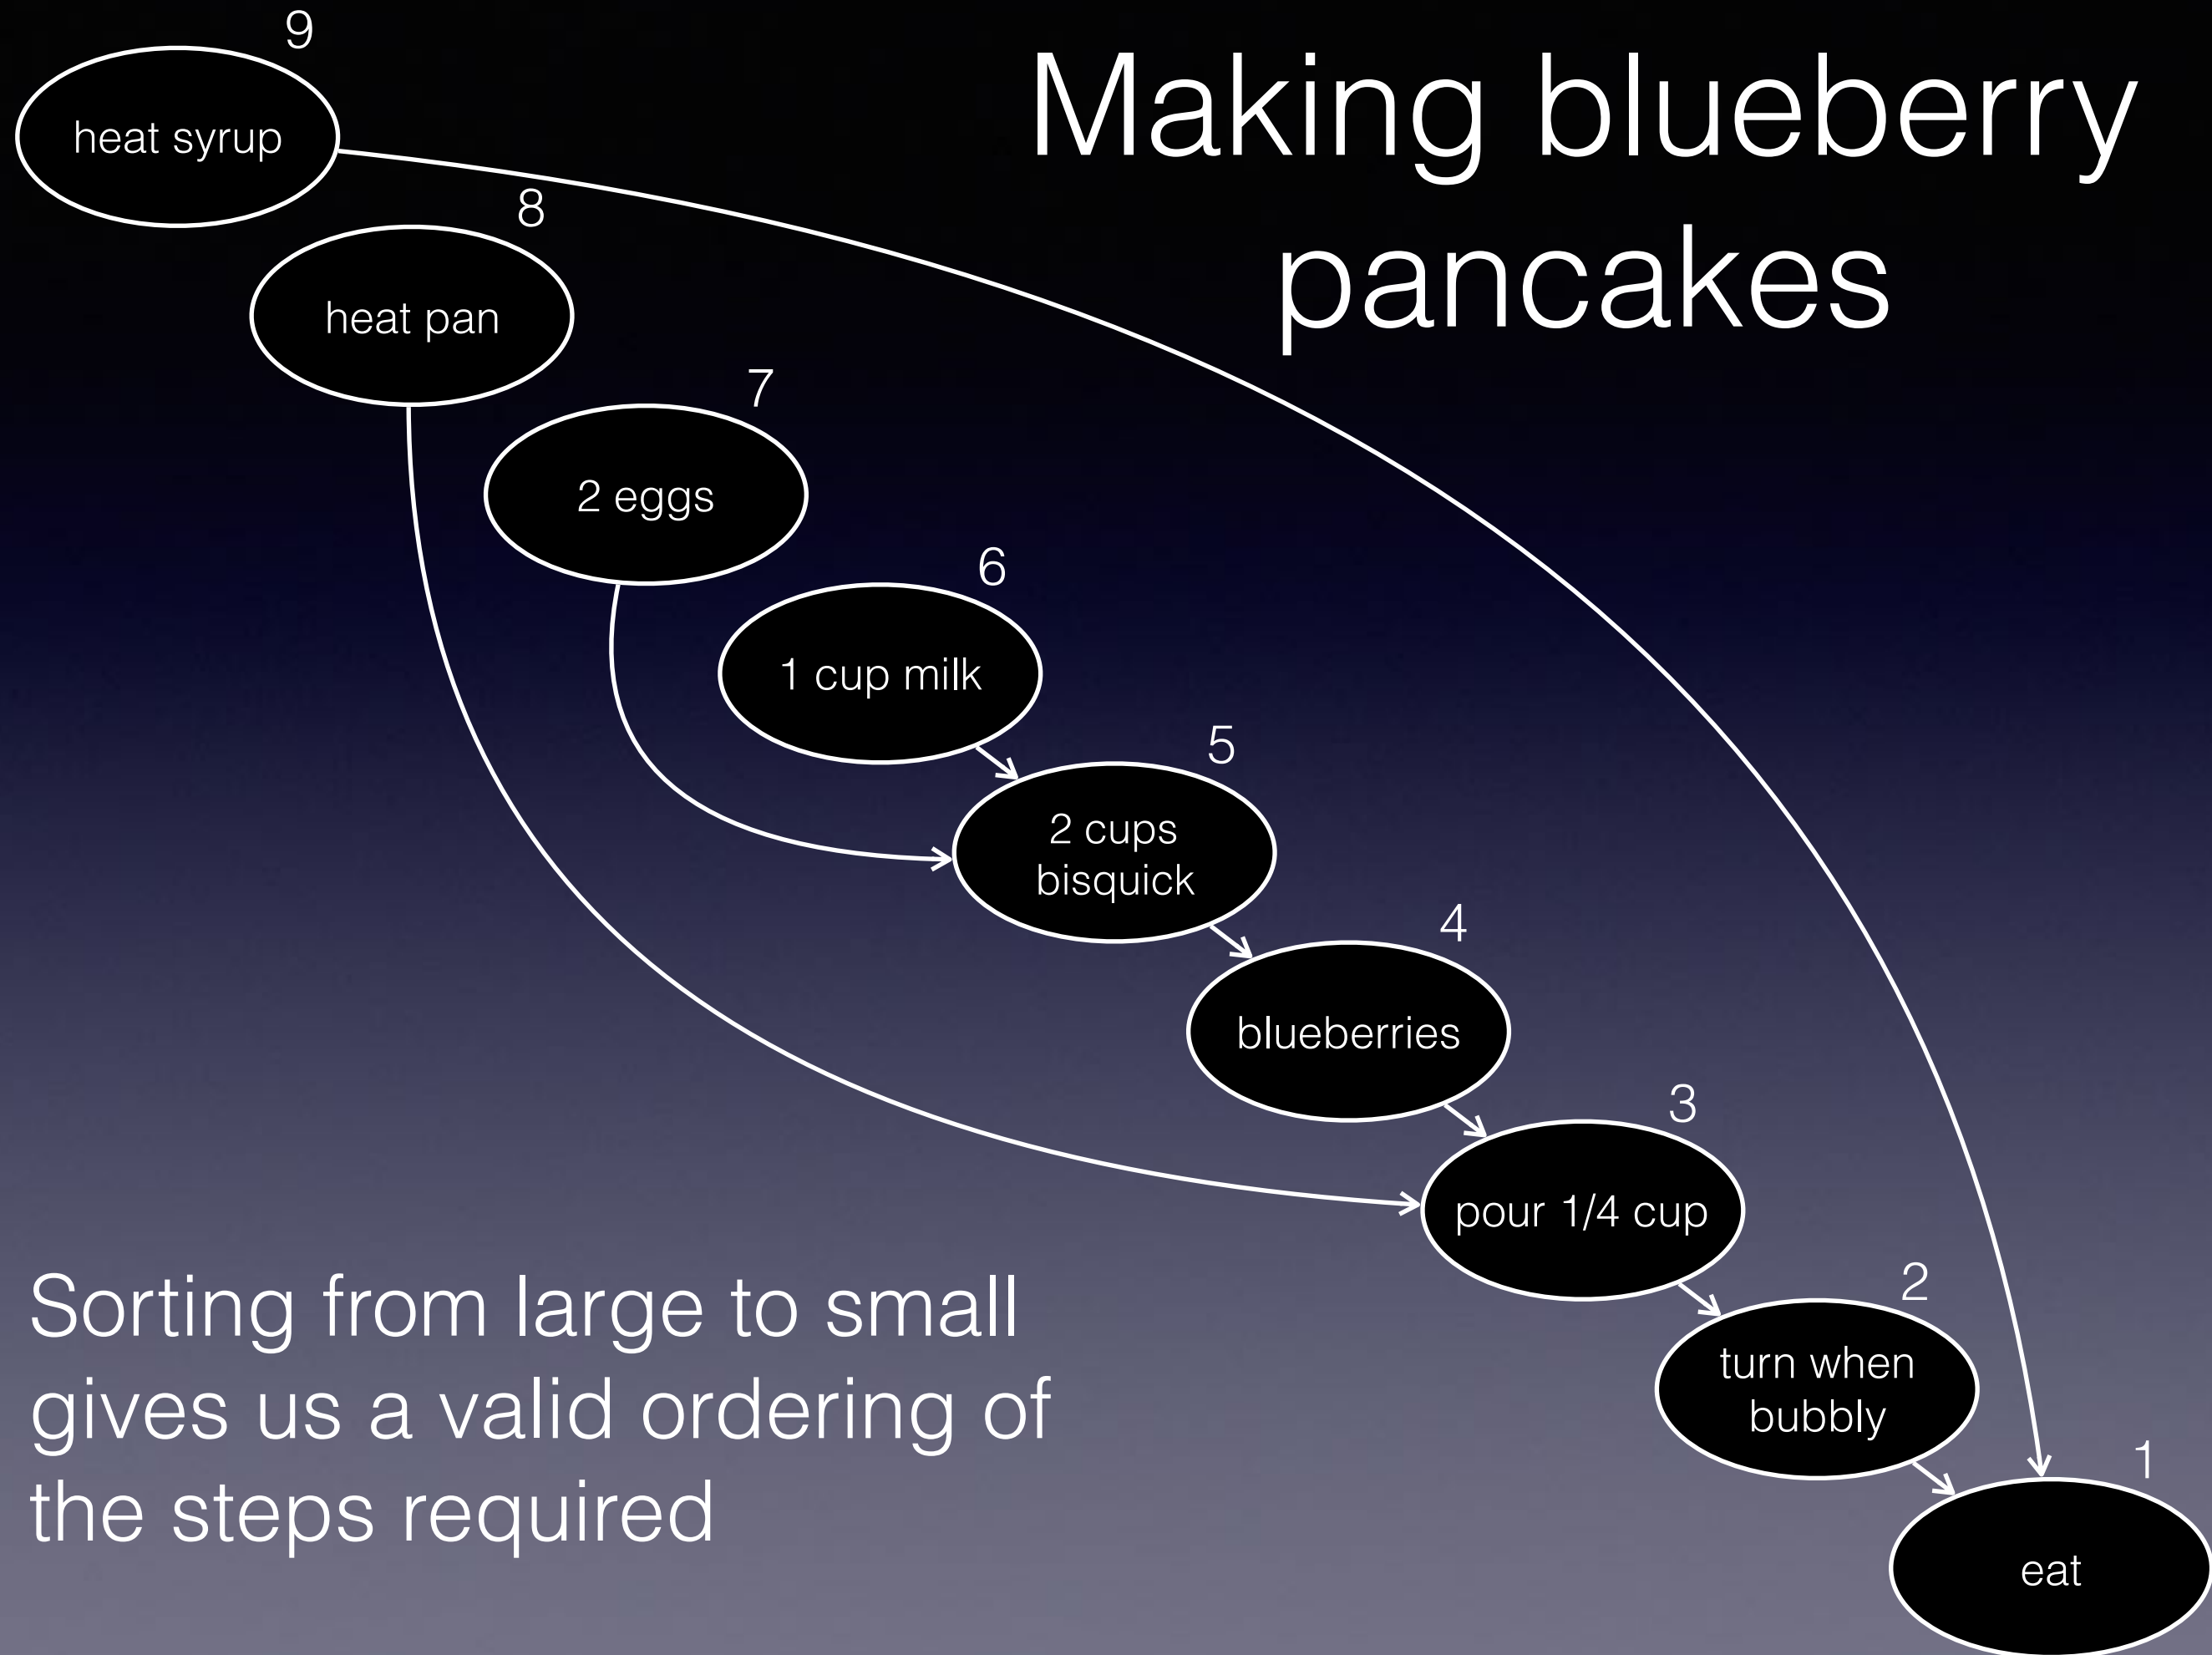 Making blueberry
pancakes
9
heat syrup
8
heat pan
7
2 eggs
6
1 cup milk
5
2 cups
bisquick
4
blueberries
3
pour 1/4 cup
2
turn when
bubbly
1
eat
Sorting from large to small
gives us a valid ordering of
the steps required